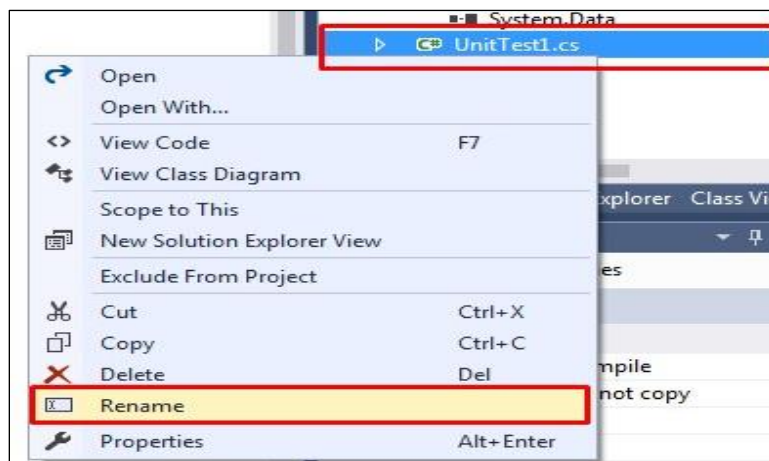 System.Data
C# UnitTest1.cs
Open
Open With...
View Code F7
View Class Diagram
Scope to This
New Solution Explorer View
Exclude From Project
Cut Ctrl+X
Copy Ctrl+C
Delete Del
Rename
Properties Alt+Enter
xplorer Class Vi
es
mpile
not copy